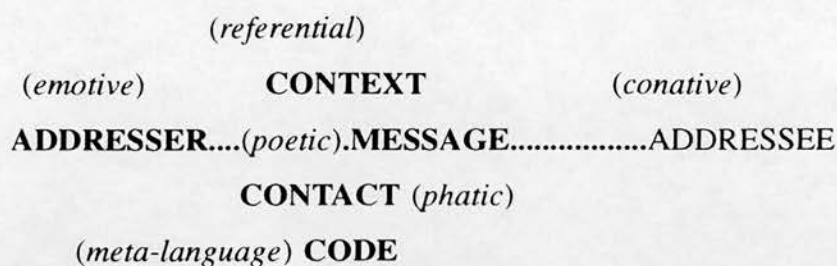 (referential)
(emotive) CONTEXT (conative)
ADDRESSER....(poetic).MESSAGE.................ADDRESSEE
CONTACT (phatic)
(meta-language) CODE